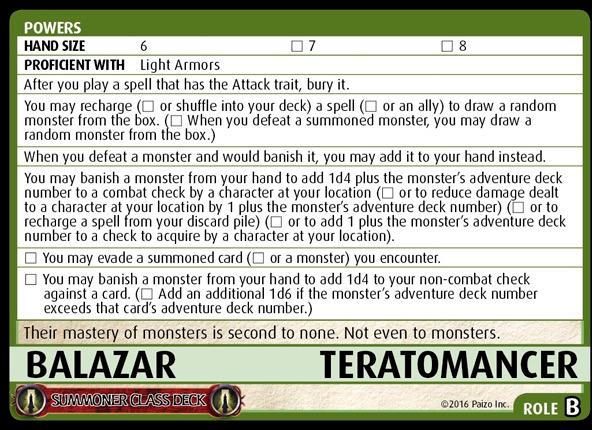 POWERS
HAND SIZE 6 ☐ 7 ☐ 8
PROFICIENT WITH Light Armors
After you play a spell that has the Attack trait, bury it.
You may recharge (☐ or shuffle into your deck) a spell (☐ or an ally) to draw a random
monster from the box. (☐ When you defeat a summoned monster, you may draw a
random monster from the box.)
When you defeat a monster and would banish it, you may add it to your hand instead.
You may banish a monster from your hand to add 1d4 plus the monster's adventure deck
number to a combat check by a character at your location (☐ or to reduce damage dealt
to a character at your location by 1 plus the monster's adventure deck number) (☐ or to
recharge a spell from your discard pile) (☐ or to add 1 plus the monster's adventure deck
number to a check to acquire by a character at your location).
☐ You may evade a summoned card (☐ or a monster) you encounter.
☐ You may banish a monster from your hand to add 1d4 to your non-combat check
against a card. (☐ Add an additional 1d6 if the monster's adventure deck number
exceeds that card's adventure deck number.)
Their mastery of monsters is second to none. Not even to monsters.
BALAZAR TERATOMANCER
SUMMONER CLASS DECK
©2016 Paizo Inc. ROLE B